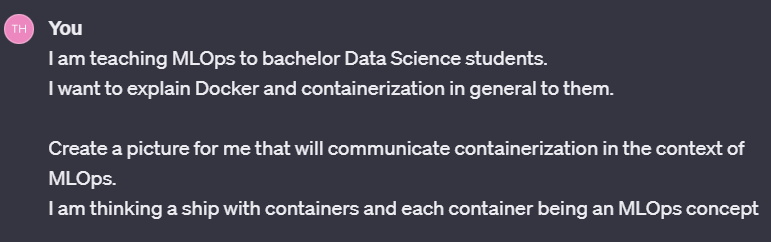 TH
You
I am teaching MLOps to bachelor Data Science students.
I want to explain Docker and containerization in general to them.
Create a picture for me that will communicate containerization in the context of
MLOps.
I am thinking a ship with containers and each container being an MLOps concept